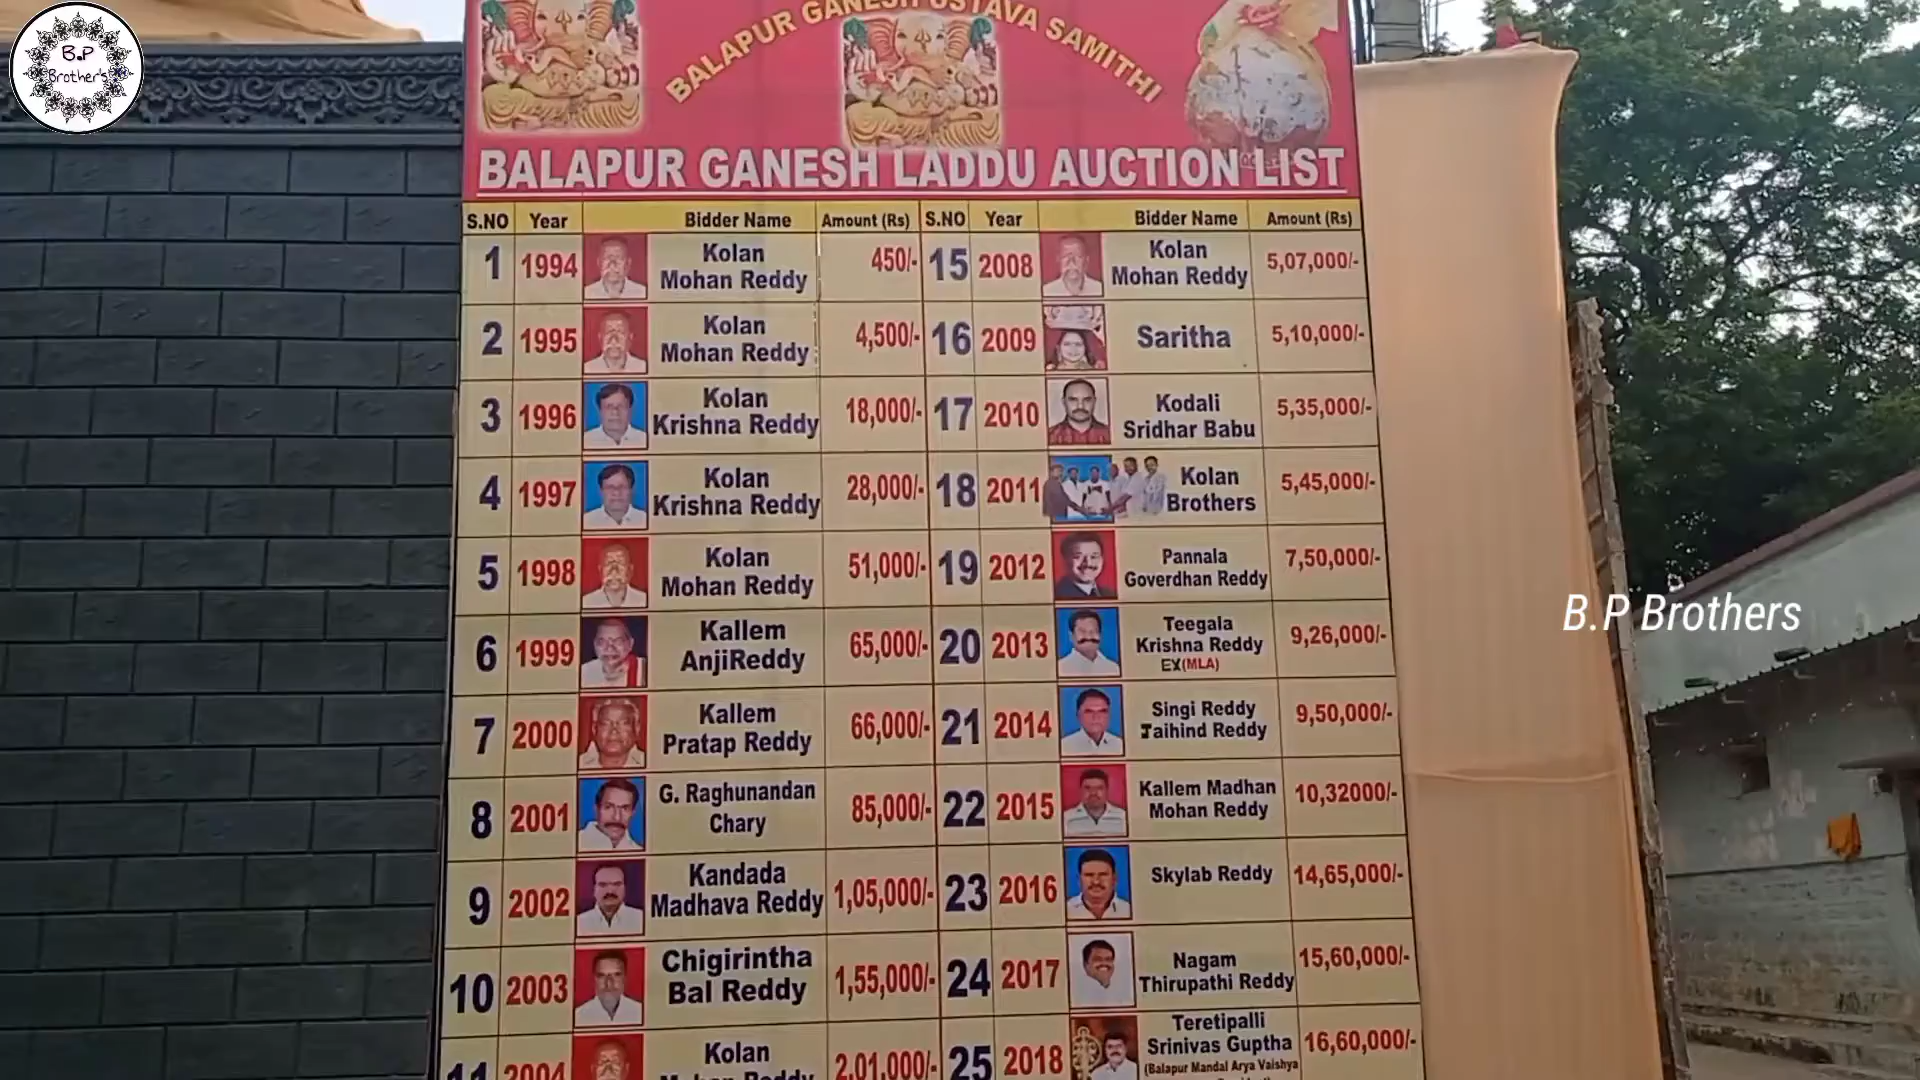 B.P
Brother's
BALAPUR GANESH USTAVA SAMITHI
BALAPUR GANESH LADDU AUCTION LIST
S.NO Year Bidder Name Amount (Rs) S.NO Year Bidder Name Amount (Rs)
1 1994 Kolan Mohan Reddy 450/- 15 2008 Kolan Mohan Reddy 5,07,000/-
2 1995 Kolan Mohan Reddy 4,500/- 16 2009 Saritha 5,10,000/-
3 1996 Kolan Krishna Reddy 18,000/- 17 2010 Kodali Sridhar Babu 5,35,000/-
4 1997 Kolan Krishna Reddy 28,000/- 18 2011 Kolan Brothers 5,45,000/-
5 1998 Kolan Mohan Reddy 51,000/- 19 2012 Pannala Goverdhan Reddy 7,50,000/-
6 1999 Kallem AnjiReddy 65,000/- 20 2013 Teegala Krishna Reddy EX(MLA) 9,26,000/-
7 2000 Kallem Pratap Reddy 66,000/- 21 2014 Singi Reddy Jaihind Reddy 9,50,000/-
8 2001 G. Raghunandan Chary 85,000/- 22 2015 Kallem Madhan Mohan Reddy 10,32000/-
9 2002 Kandada Madhava Reddy 1,05,000/- 23 2016 Skylab Reddy 14,65,000/-
10 2003 Chigirintha Bal Reddy 1,55,000/- 24 2017 Nagam Thirupathi Reddy 15,60,000/-
11 2004 Kolan Mohan Reddy 2,01,000/- 25 2018 Teretipalli Srinivas Guptha (Balapur Mandal Arya Vaishya 16,60,000/-
B.P Brothers